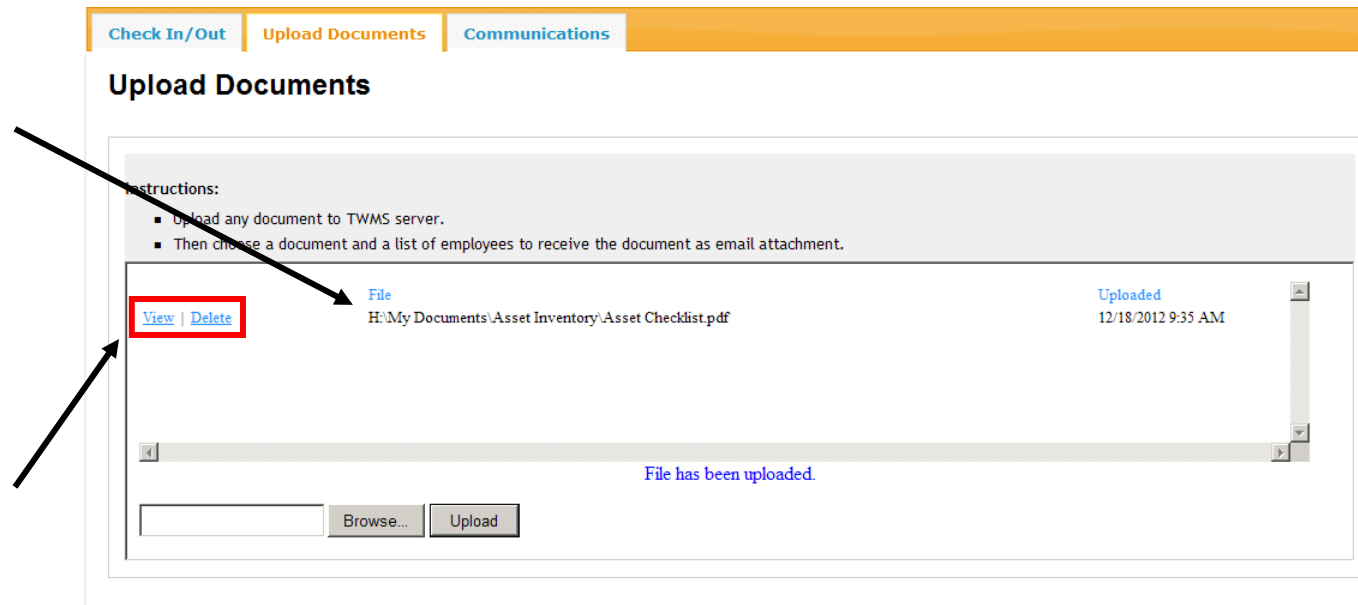 Check In/Out Upload Documents Communications
Upload Documents
Instructions:
Upload any document to TWMS server.
Then choose a document and a list of employees to receive the document as email attachment.
File Uploaded
View | Delete H:\My Documents\Asset Inventory\Asset Checklist.pdf 12/18/2012 9:35 AM
File has been uploaded.
Browse... Upload